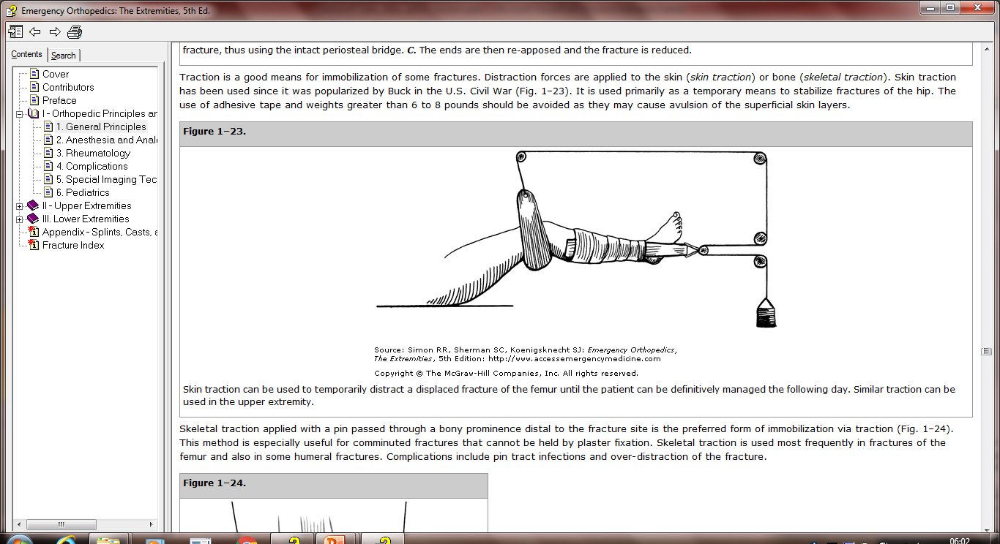 Emergency Orthopedics: The Extremities, 5th Ed.
Contents
Search
Cover
Contributors
Preface
I - Orthopedic Principles ar
1. General Principles
2. Anesthesia and Anal
3. Rheumatology
4. Complications
5. Special Imaging Tec
6. Pediatrics
II - Upper Extremities
III. Lower Extremities
Appendix - Splints, Casts, a
Fracture Index
fracture, thus using the intact periosteal bridge. C. The ends are then re-apposed and the fracture is reduced.
Traction is a good means for immobilization of some fractures. Distraction forces are applied to the skin (skin traction) or bone (skeletal traction). Skin traction
has been used since it was popularized by Buck in the U.S. Civil War (Fig. 1–23). It is used primarily as a temporary means to stabilize fractures of the hip. The
use of adhesive tape and weights greater than 6 to 8 pounds should be avoided as they may cause avulsion of the superficial skin layers.
Figure 1–23.
Source: Simon RR, Sherman SC, Koenigsknecht SJ: Emergency Orthopedics,
The Extremities, 5th Edition: http://www.accessemergencymedicine.com
Copyright © The McGraw-Hill Companies, Inc. All rights reserved.
Skin traction can be used to temporarily distract a displaced fracture of the femur until the patient can be definitively managed the following day. Similar traction can be
used in the upper extremity.
Skeletal traction applied with a pin passed through a bony prominence distal to the fracture site is the preferred form of immobilization via traction (Fig. 1–24).
This method is especially useful for comminuted fractures that cannot be held by plaster fixation. Skeletal traction is used most frequently in fractures of the
femur and also in some humeral fractures. Complications include pin tract infections and over-distraction of the fracture.
Figure 1–24.
06:02